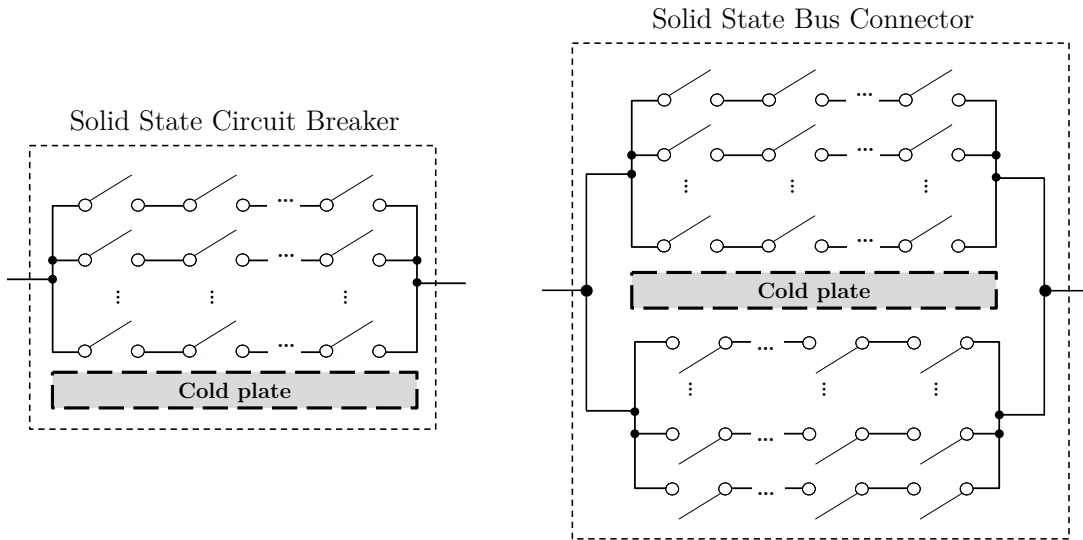 Solid State Circuit Breaker
Cold plate
Solid State Bus Connector
Cold plate